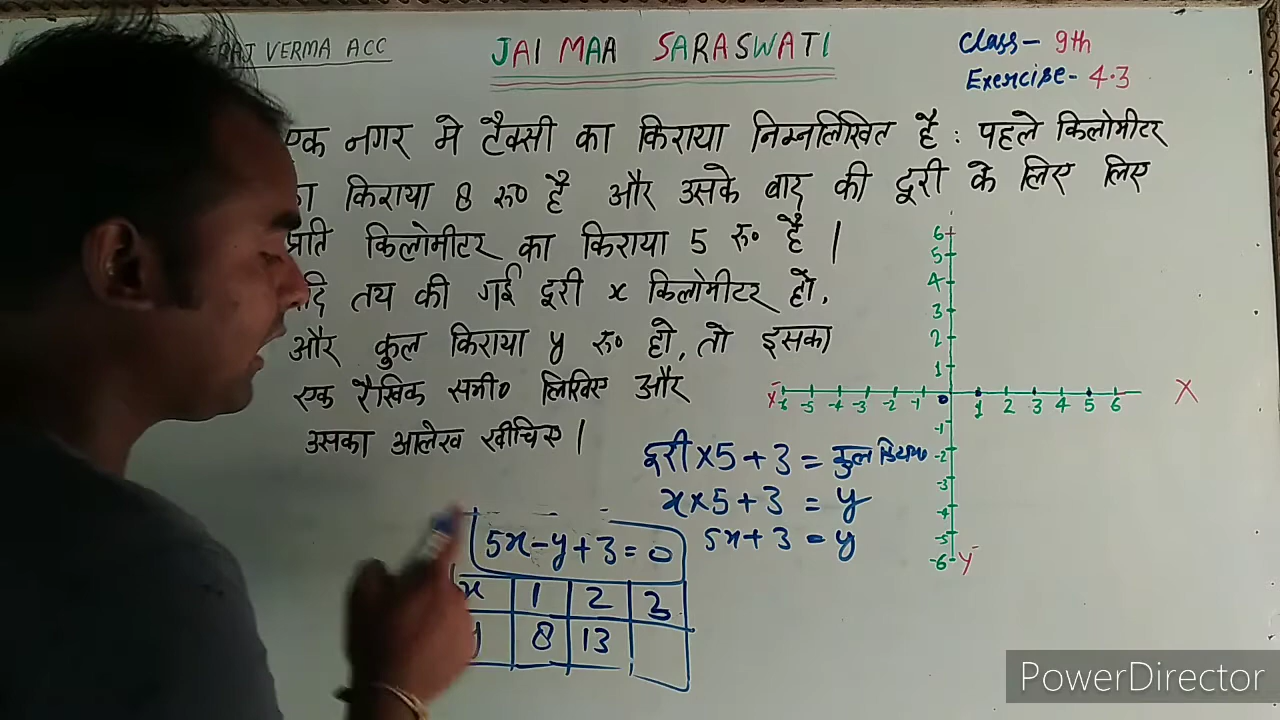 RAJ VERMA ACC
JAI MAA SARASWATI
Class- 9th
Exercise- 4.3
एक नगर मे टैक्सी का किराया निम्नलिखित है : पहले किलोमीटर
का किराया 8 रु० है और उसके बाद की दूरी के लिए लिए
प्रति किलोमीटर का किराया 5 रु० है |
यदि तय की गई दूरी x किलोमीटर हो,
और कुल किराया y रु० हो, तो इसका
एक रैखिक समी० लिखिए और
उसका आलेख खीचिए |
दूरी×5+3 = कुल किराया
x×5+3 = y
5x+3 = y
5x-y+3=0
x 1 2 3
y 8 13
6
5
4
3
2
1
X' -6 -5 -4 -3 -2 -1 0 1 2 3 4 5 6 X
-1
-2
-3
-4
-5
-6 Y'
PowerDirector